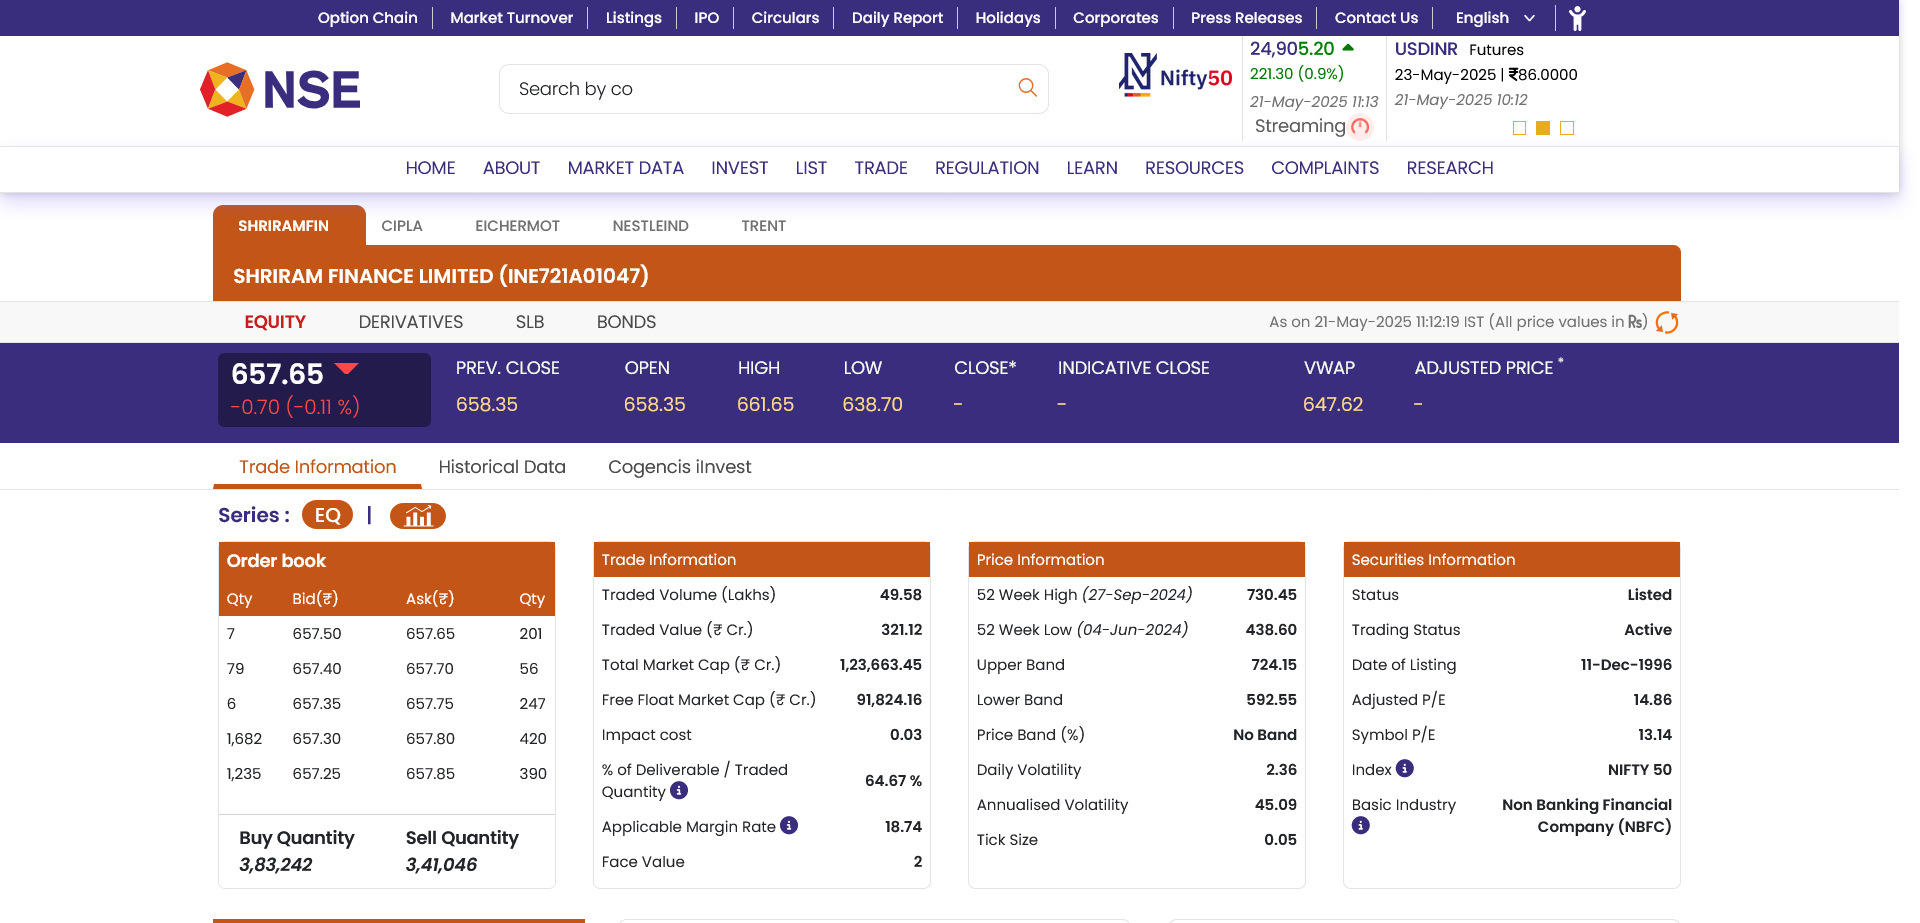 Option Chain Market Turnover Listings IPO Circulars Daily Report Holidays Corporates Press Releases Contact Us English
NSE
Search by co
Nifty50
24,905.20
221.30 (0.9%)
21-May-2025 11:13
Streaming
USDINR Futures
23-May-2025 | ₹86.0000
21-May-2025 10:12
HOME ABOUT MARKET DATA INVEST LIST TRADE REGULATION LEARN RESOURCES COMPLAINTS RESEARCH
SHRIRAMFIN CIPLA EICHERMOT NESTLEIND TRENT
SHRIRAM FINANCE LIMITED (INE721A01047)
EQUITY DERIVATIVES SLB BONDS As on 21-May-2025 11:12:19 IST (All price values in ₨)
657.65
-0.70 (-0.11 %)
PREV. CLOSE OPEN HIGH LOW CLOSE* INDICATIVE CLOSE VWAP ADJUSTED PRICE *
658.35 658.35 661.65 638.70 - - 647.62 -
Trade Information Historical Data Cogencis iInvest
Series : EQ |
Order book
Qty Bid(₹) Ask(₹) Qty
7 657.50 657.65 201
79 657.40 657.70 56
6 657.35 657.75 247
1,682 657.30 657.80 420
1,235 657.25 657.85 390
Buy Quantity Sell Quantity
3,83,242 3,41,046
Trade Information
Traded Volume (Lakhs) 49.58
Traded Value (₹ Cr.) 321.12
Total Market Cap (₹ Cr.) 1,23,663.45
Free Float Market Cap (₹ Cr.) 91,824.16
Impact cost 0.03
% of Deliverable / Traded
Quantity 64.67 %
Applicable Margin Rate 18.74
Face Value 2
Price Information
52 Week High (27-Sep-2024) 730.45
52 Week Low (04-Jun-2024) 438.60
Upper Band 724.15
Lower Band 592.55
Price Band (%) No Band
Daily Volatility 2.36
Annualised Volatility 45.09
Tick Size 0.05
Securities Information
Status Listed
Trading Status Active
Date of Listing 11-Dec-1996
Adjusted P/E 14.86
Symbol P/E 13.14
Index NIFTY 50
Basic Industry Non Banking Financial
Company (NBFC)